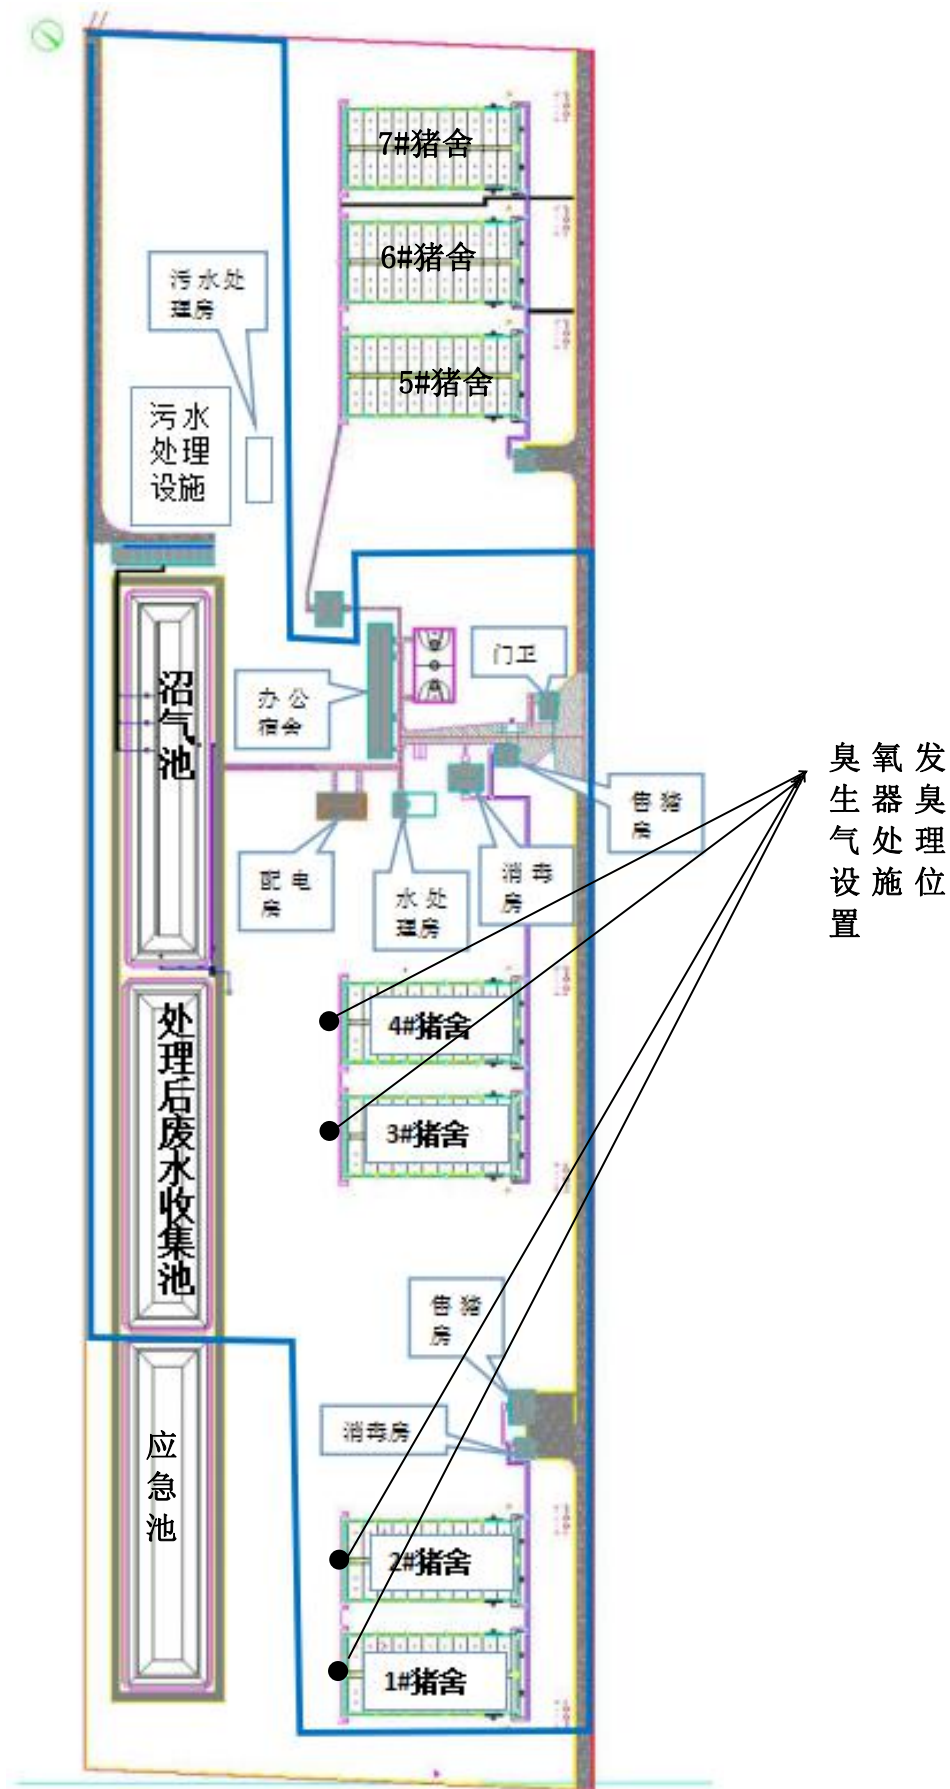 7#猪舍
6#猪舍
5#猪舍
污水处
理房
污水
处理
设施
门卫
办公
宿舍
沼气池
售猪
房
臭氧发
生器臭
气处理
设施位
置
配电
房
水处
理房
消毒
房
4#猪舍
3#猪舍
处理后废水收集池
售猪
房
消毒房
应急池
2#猪舍
1#猪舍